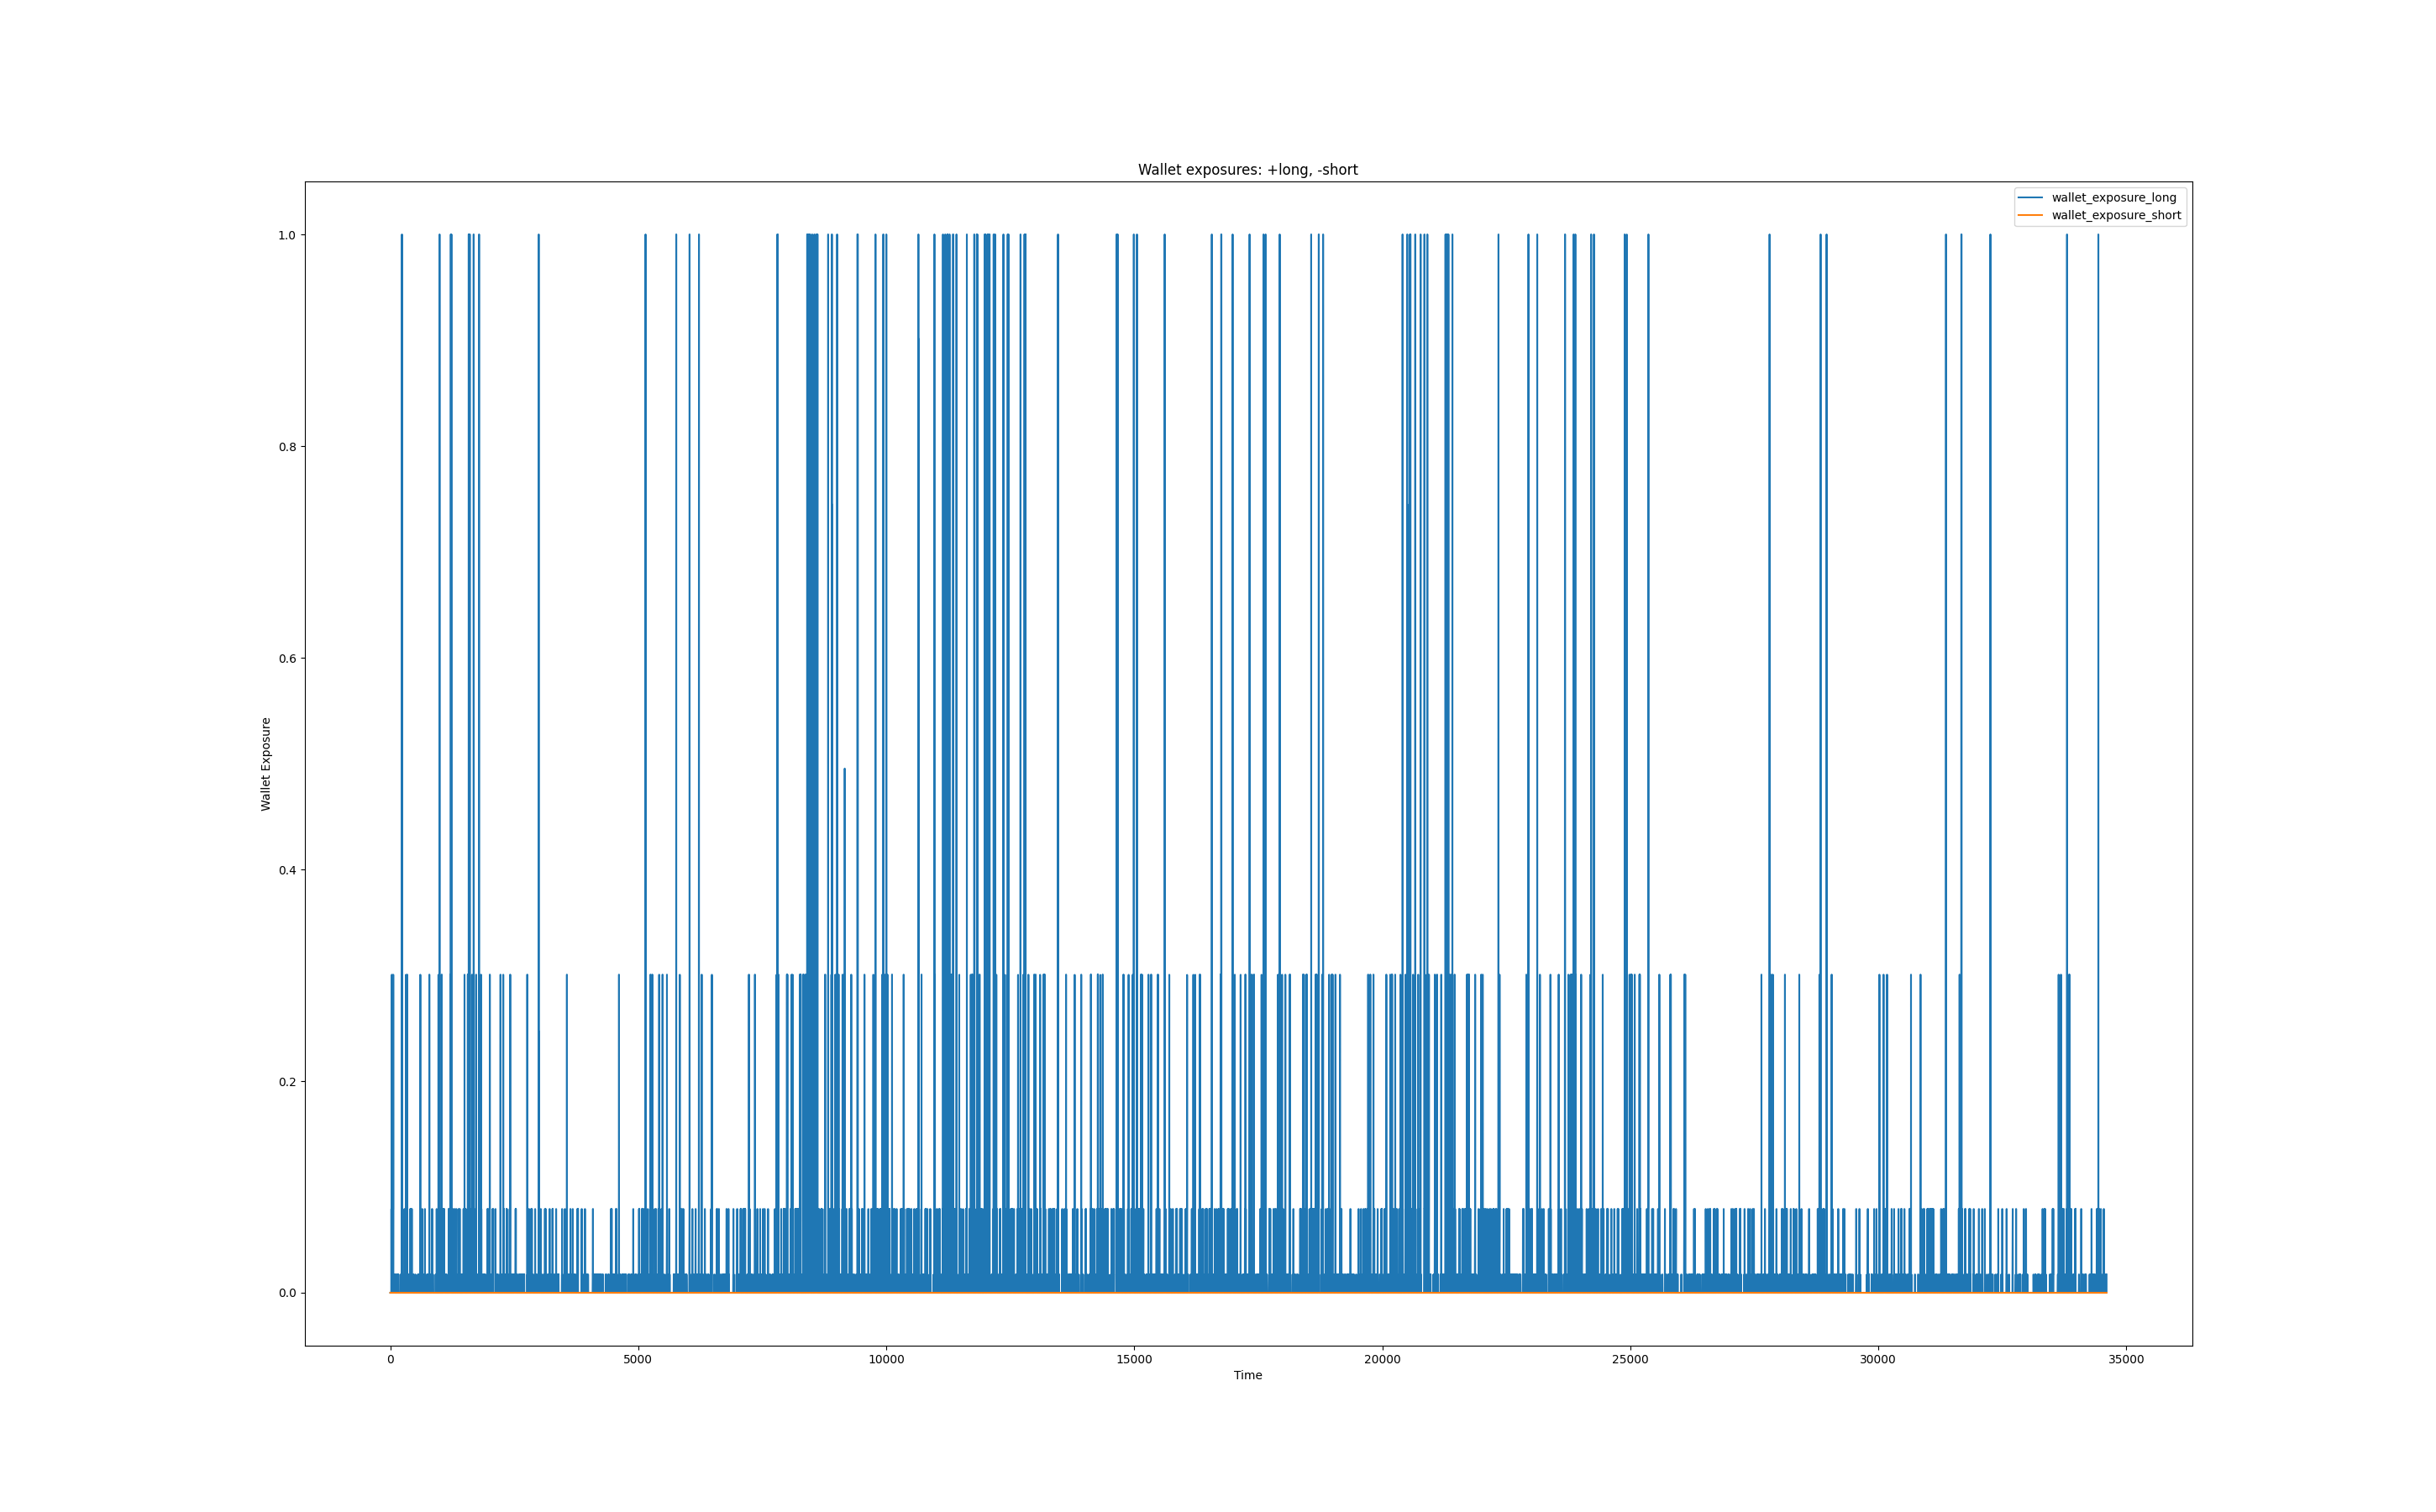 Wallet exposures: +long, -short
wallet_exposure_long
wallet_exposure_short
1.0
0.8
0.6
0.4
0.2
0.0
Wallet Exposure
0 5000 10000 15000 20000 25000 30000 35000
Time